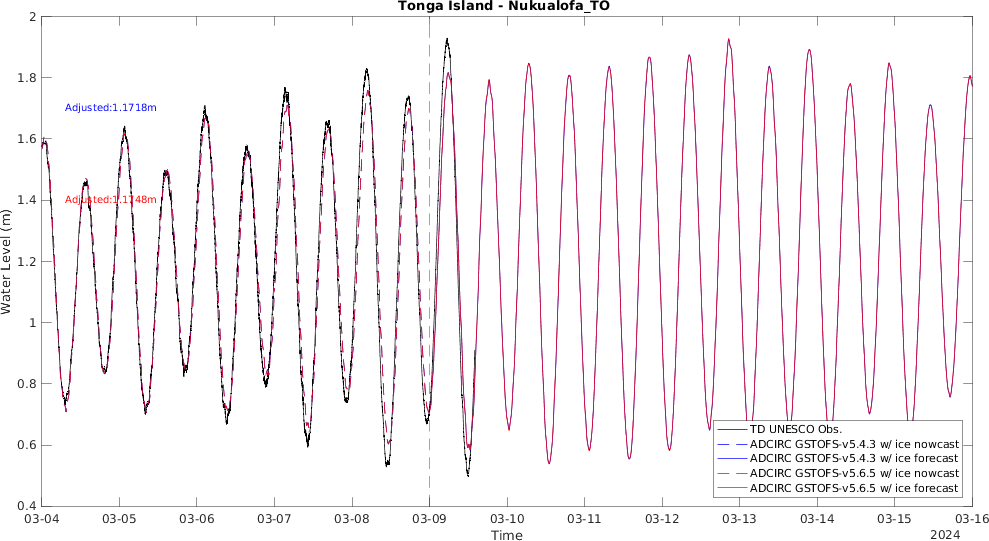 Tonga Island - Nukualofa_TO
2
1.8
1.6
1.4
1.2
1
0.8
0.6
0.4
Water Level (m)
Adjusted:1.1718m
Adjusted:1.1748m
TD UNESCO Obs.
ADCIRC GSTOFS-v5.4.3 w/ ice nowcast
ADCIRC GSTOFS-v5.4.3 w/ ice forecast
ADCIRC GSTOFS-v5.6.5 w/ ice nowcast
ADCIRC GSTOFS-v5.6.5 w/ ice forecast
03-04 03-05 03-06 03-07 03-08 03-09 03-10 03-11 03-12 03-13 03-14 03-15 03-16
Time
2024